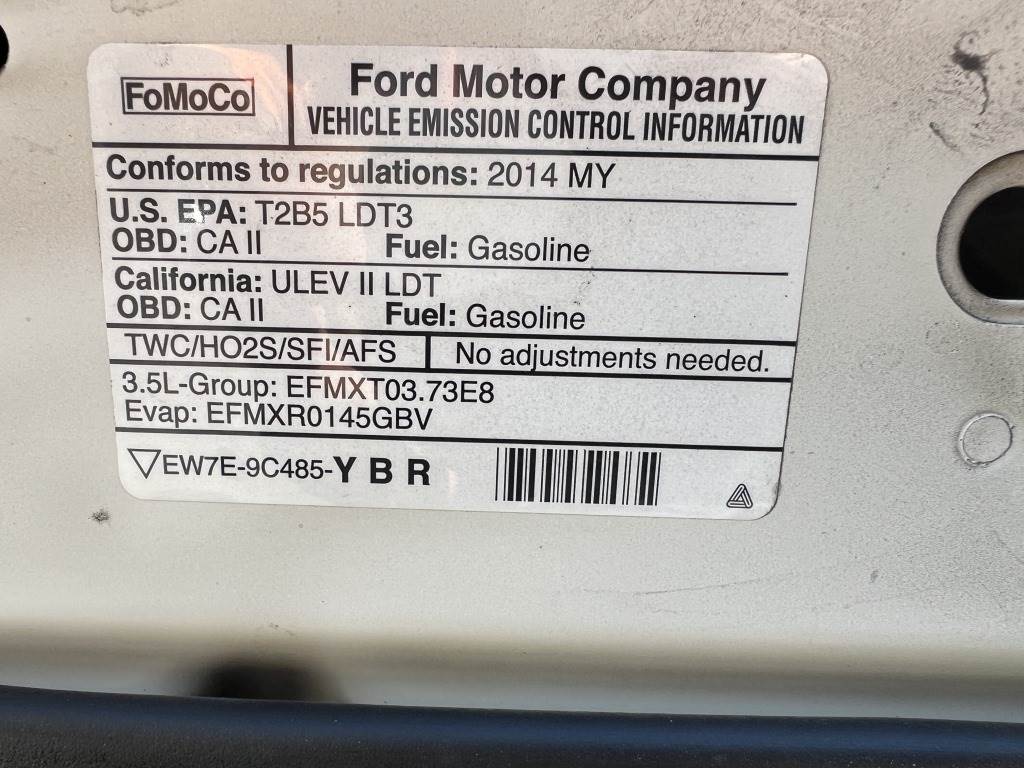 FoMoCo
Ford Motor Company
VEHICLE EMISSION CONTROL INFORMATION
Conforms to regulations: 2014 MY
U.S. EPA: T2B5 LDT3
OBD: CA II Fuel: Gasoline
California: ULEV II LDT
OBD: CA II Fuel: Gasoline
TWC/HO2S/SFI/AFS No adjustments needed.
3.5L-Group: EFMXT03.73E8
Evap: EFMXR0145GBV
EW7E-9C485-Y B R